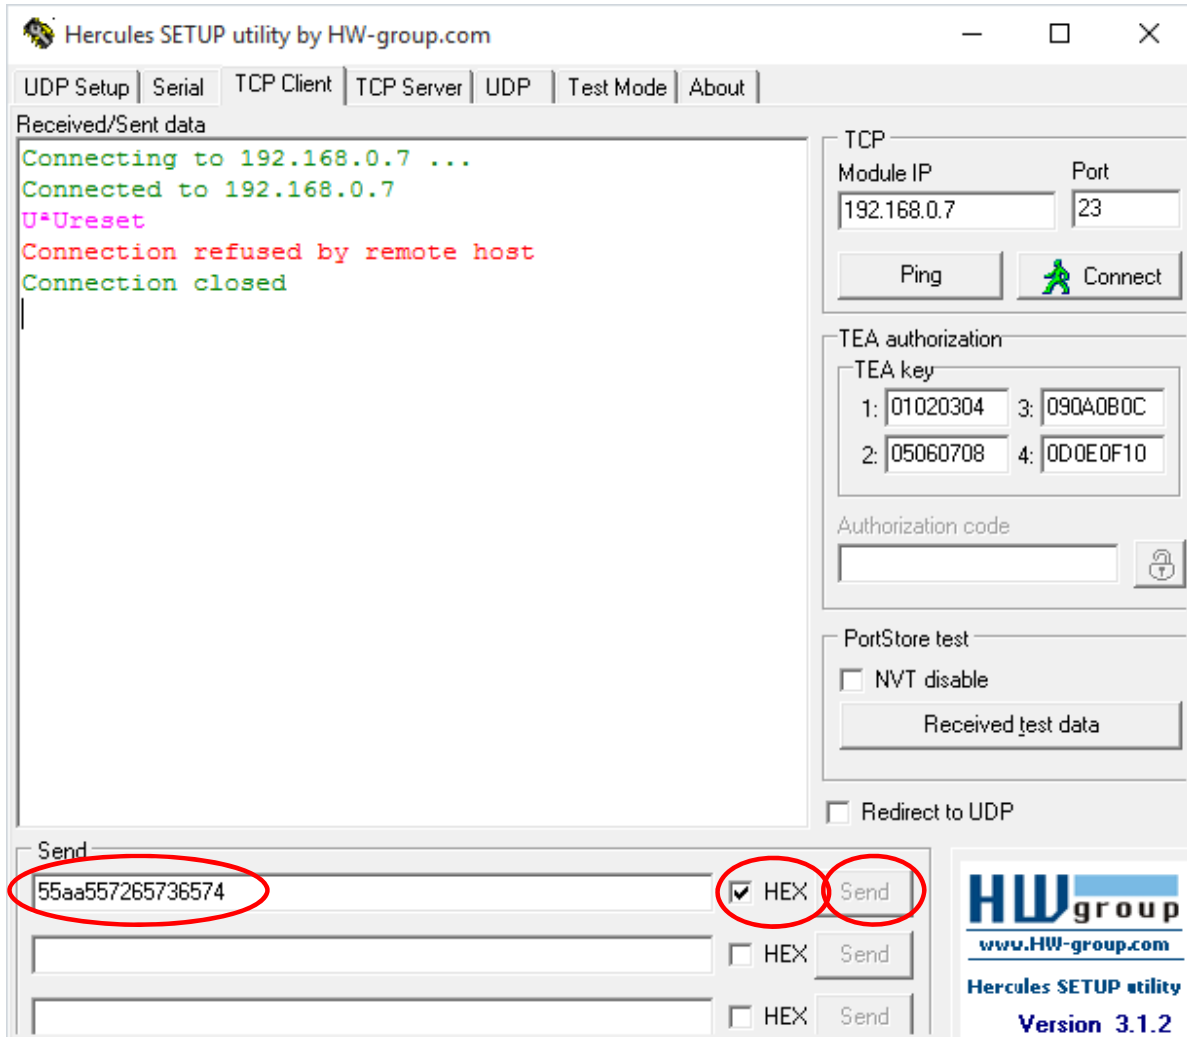 Hercules SETUP utility by HW-group.com
UDP Setup Serial TCP Client TCP Server UDP Test Mode About
Received/Sent data
Connecting to 192.168.0.7 ...
Connected to 192.168.0.7
UªUreset
Connection refused by remote host
Connection closed
TCP
Module IP Port
192.168.0.7 23
Ping Connect
TEA authorization
TEA key
1: 01020304 3: 090A0B0C
2: 05060708 4: 0D0E0F10
Authorization code
PortStore test
NVT disable
Received test data
Redirect to UDP
Send
55aa557265736574 HEX Send
HEX Send
HEX Send
HW group
www.HW-group.com
Hercules SETUP utility
Version 3.1.2